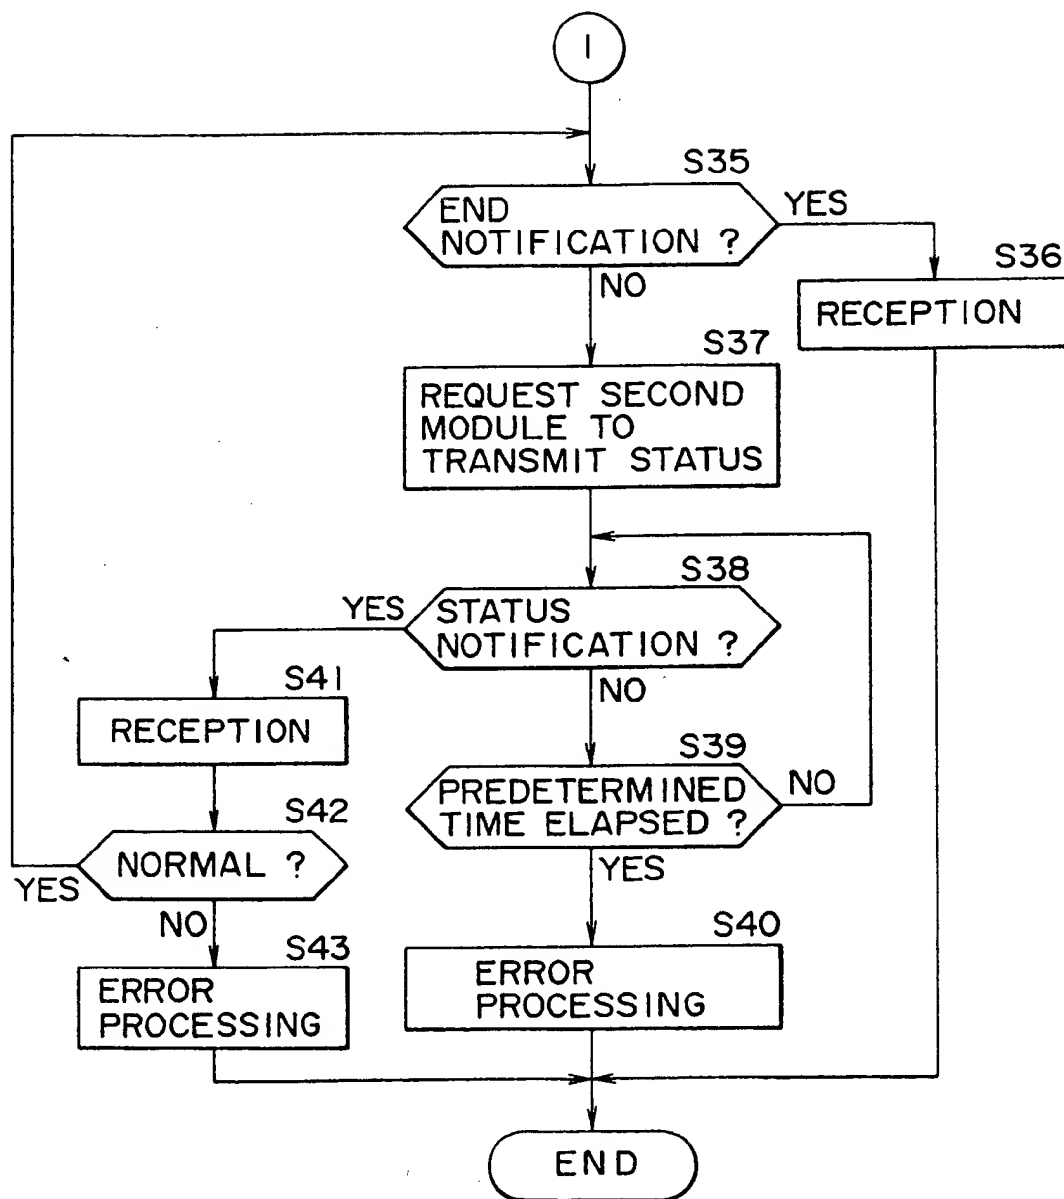 1
S35
END
NOTIFICATION ?
YES
NO
S36
RECEPTION
S37
REQUEST SECOND
MODULE TO
TRANSMIT STATUS
S38
YES
STATUS
NOTIFICATION ?
NO
S41
RECEPTION
S39
PREDETERMINED
TIME ELAPSED ?
NO
YES
S42
NORMAL ?
YES
NO
S43
ERROR
PROCESSING
S40
ERROR
PROCESSING
END